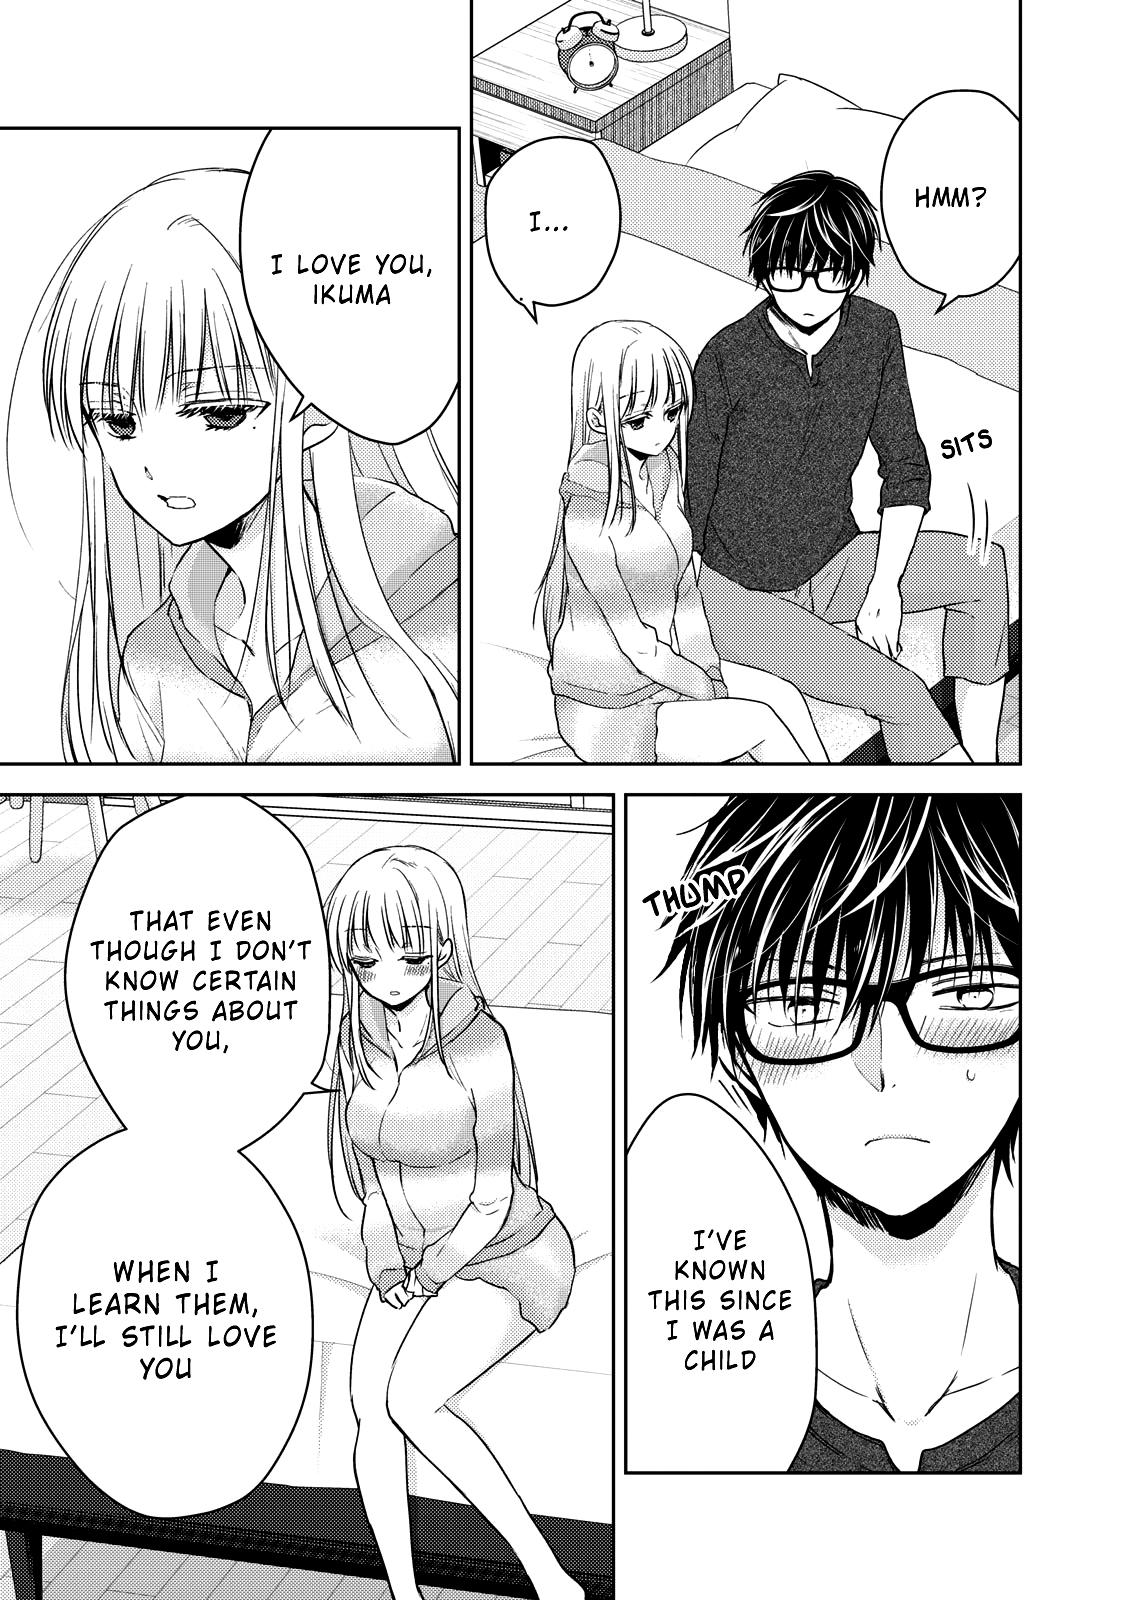 HMM?
I...
SITS
I LOVE YOU,
IKUMA
THUMP
I'VE
KNOWN
THIS SINCE
I WAS A
CHILD
THAT EVEN
THOUGH I DON'T
KNOW CERTAIN
THINGS ABOUT
YOU,
WHEN I
LEARN THEM,
I'LL STILL LOVE
YOU